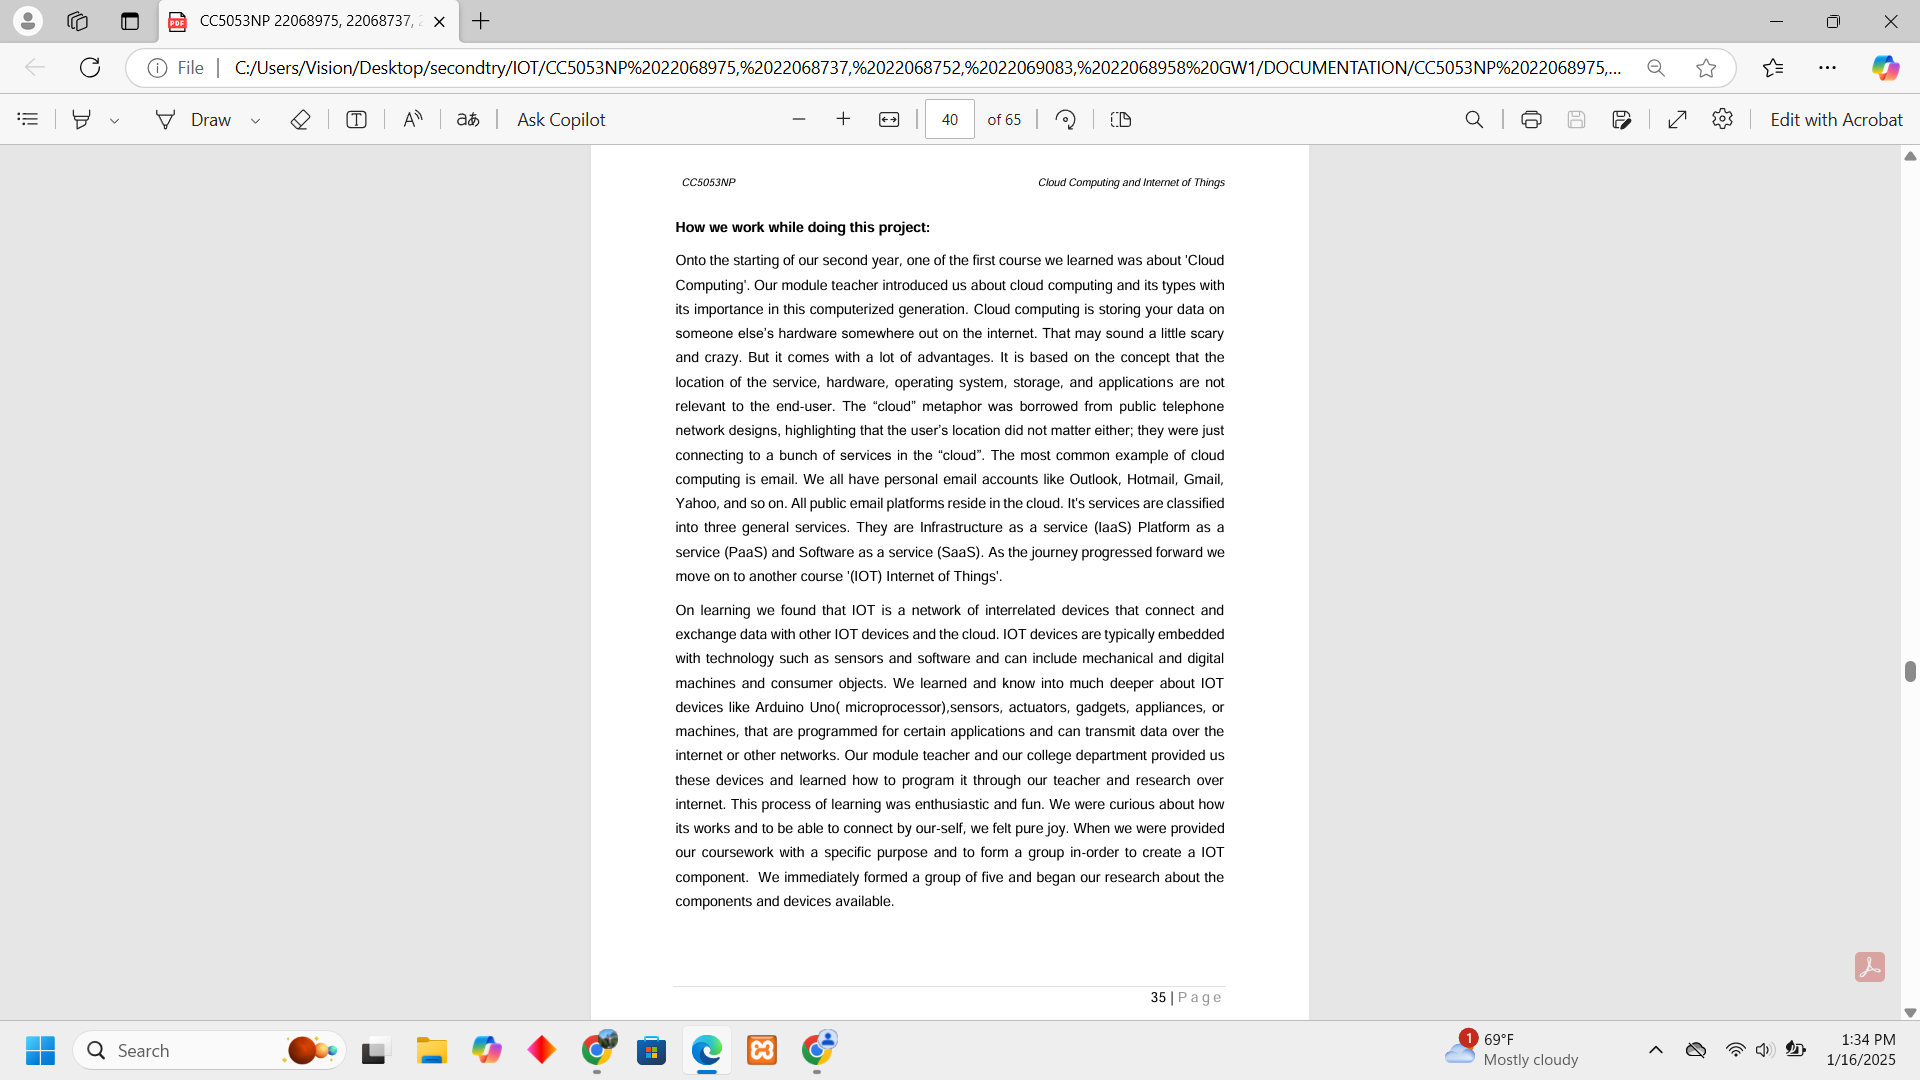 CC5053NP 22068975, 22068737, 2
File
C:/Users/Vision/Desktop/secondtry/IOT/CC5053NP%2022068975,%2022068737,%2022068752,%2022069083,%2022068958%20GW1/DOCUMENTATION/CC5053NP%2022068975,...
Draw
Ask Copilot
40 of 65
Edit with Acrobat
CC5053NP Cloud Computing and Internet of Things
How we work while doing this project:
Onto the starting of our second year, one of the first course we learned was about 'Cloud
Computing'. Our module teacher introduced us about cloud computing and its types with
its importance in this computerized generation. Cloud computing is storing your data on
someone else’s hardware somewhere out on the internet. That may sound a little scary
and crazy. But it comes with a lot of advantages. It is based on the concept that the
location of the service, hardware, operating system, storage, and applications are not
relevant to the end-user. The “cloud” metaphor was borrowed from public telephone
network designs, highlighting that the user’s location did not matter either; they were just
connecting to a bunch of services in the “cloud”. The most common example of cloud
computing is email. We all have personal email accounts like Outlook, Hotmail, Gmail,
Yahoo, and so on. All public email platforms reside in the cloud. It's services are classified
into three general services. They are Infrastructure as a service (IaaS) Platform as a
service (PaaS) and Software as a service (SaaS). As the journey progressed forward we
move on to another course '(IOT) Internet of Things'.
On learning we found that IOT is a network of interrelated devices that connect and
exchange data with other IOT devices and the cloud. IOT devices are typically embedded
with technology such as sensors and software and can include mechanical and digital
machines and consumer objects. We learned and know into much deeper about IOT
devices like Arduino Uno( microprocessor),sensors, actuators, gadgets, appliances, or
machines, that are programmed for certain applications and can transmit data over the
internet or other networks. Our module teacher and our college department provided us
these devices and learned how to program it through our teacher and research over
internet. This process of learning was enthusiastic and fun. We were curious about how
its works and to be able to connect by our-self, we felt pure joy. When we were provided
our coursework with a specific purpose and to form a group in-order to create a IOT
component.  We immediately formed a group of five and began our research about the
components and devices available.
35 | Page
Search
1
69°F
Mostly cloudy
1:34 PM
1/16/2025